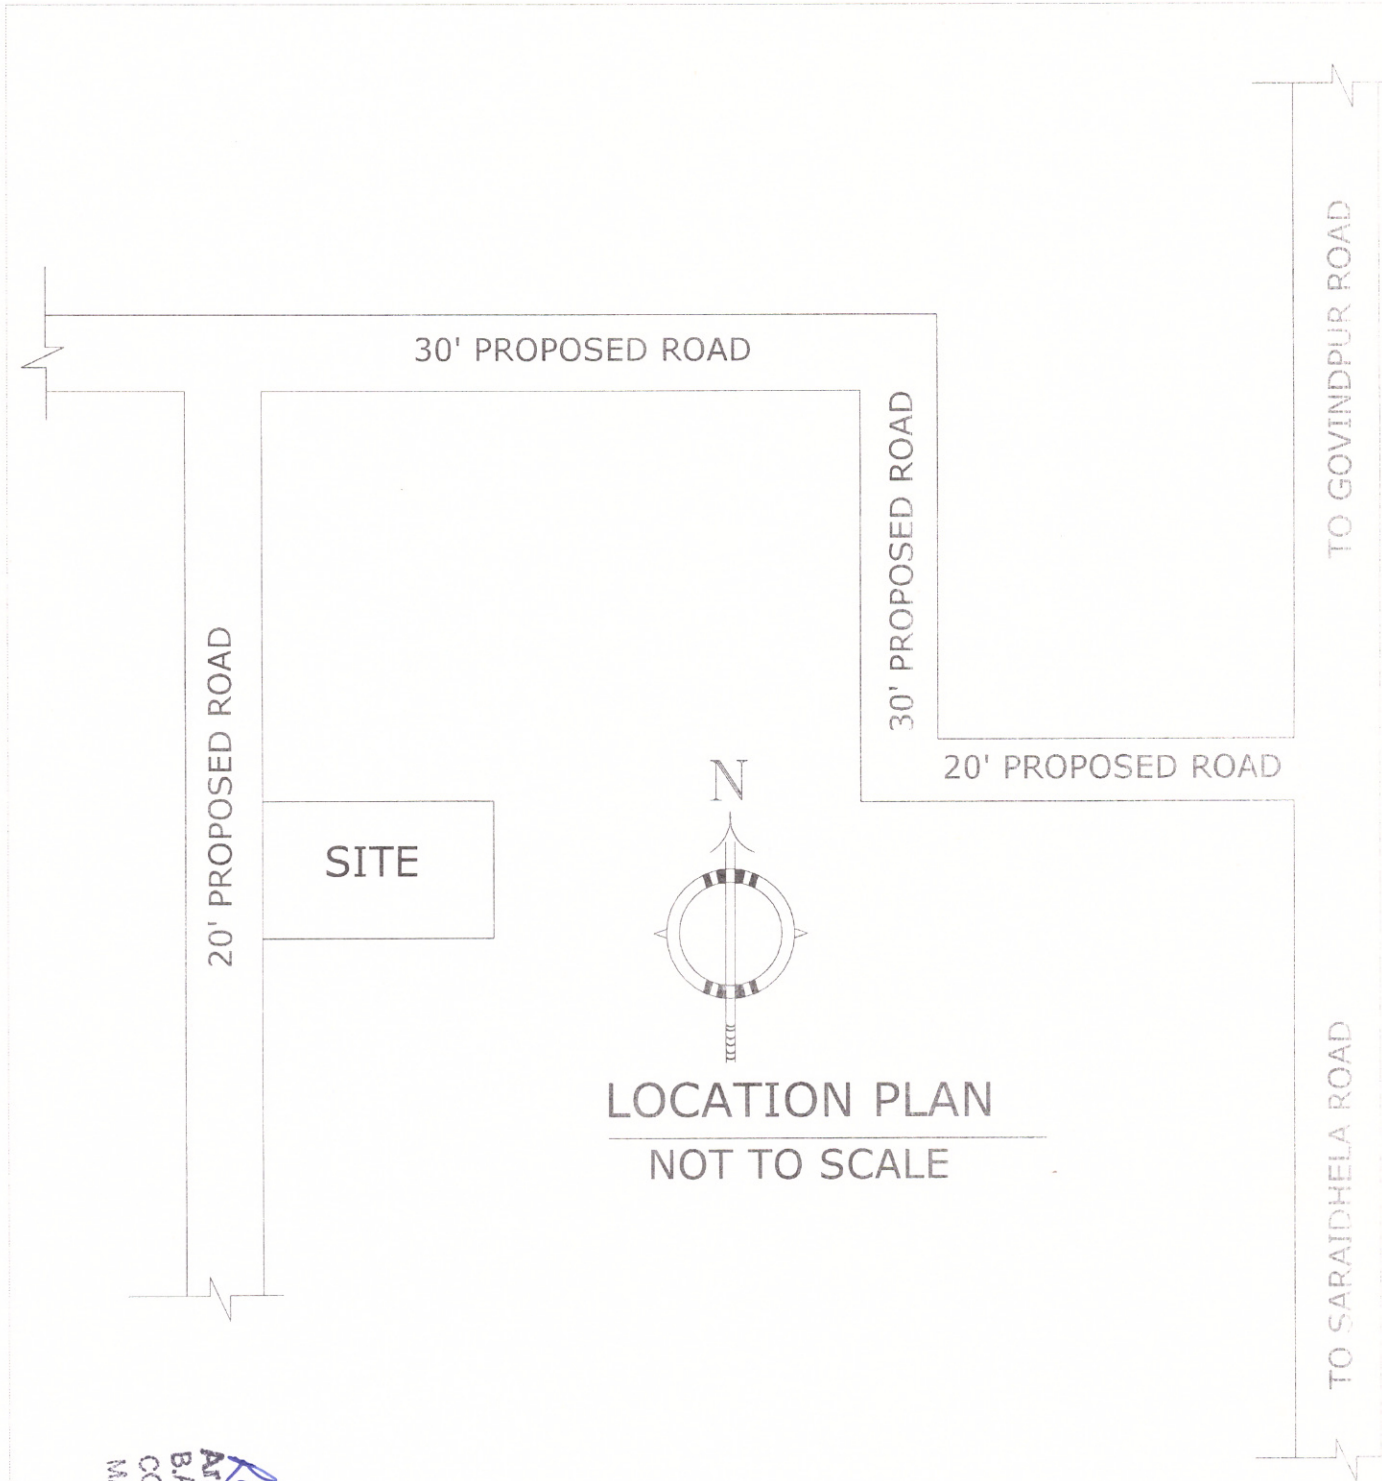 30' PROPOSED ROAD
30' PROPOSED ROAD
TO GOVINDPUR ROAD
20' PROPOSED ROAD
20' PROPOSED ROAD
SITE
N
LOCATION PLAN
NOT TO SCALE
TO SARAIDHELA ROAD
Ar